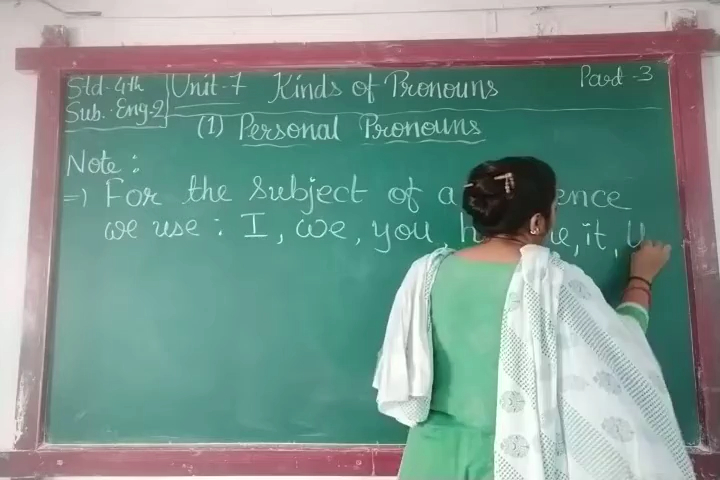 Std. 4th
Sub. Eng-2
Unit-7 Kinds of Pronouns
Part-3
(1) Personal Pronouns
Note :
=> For the subject of
we use : I, we, you, it,